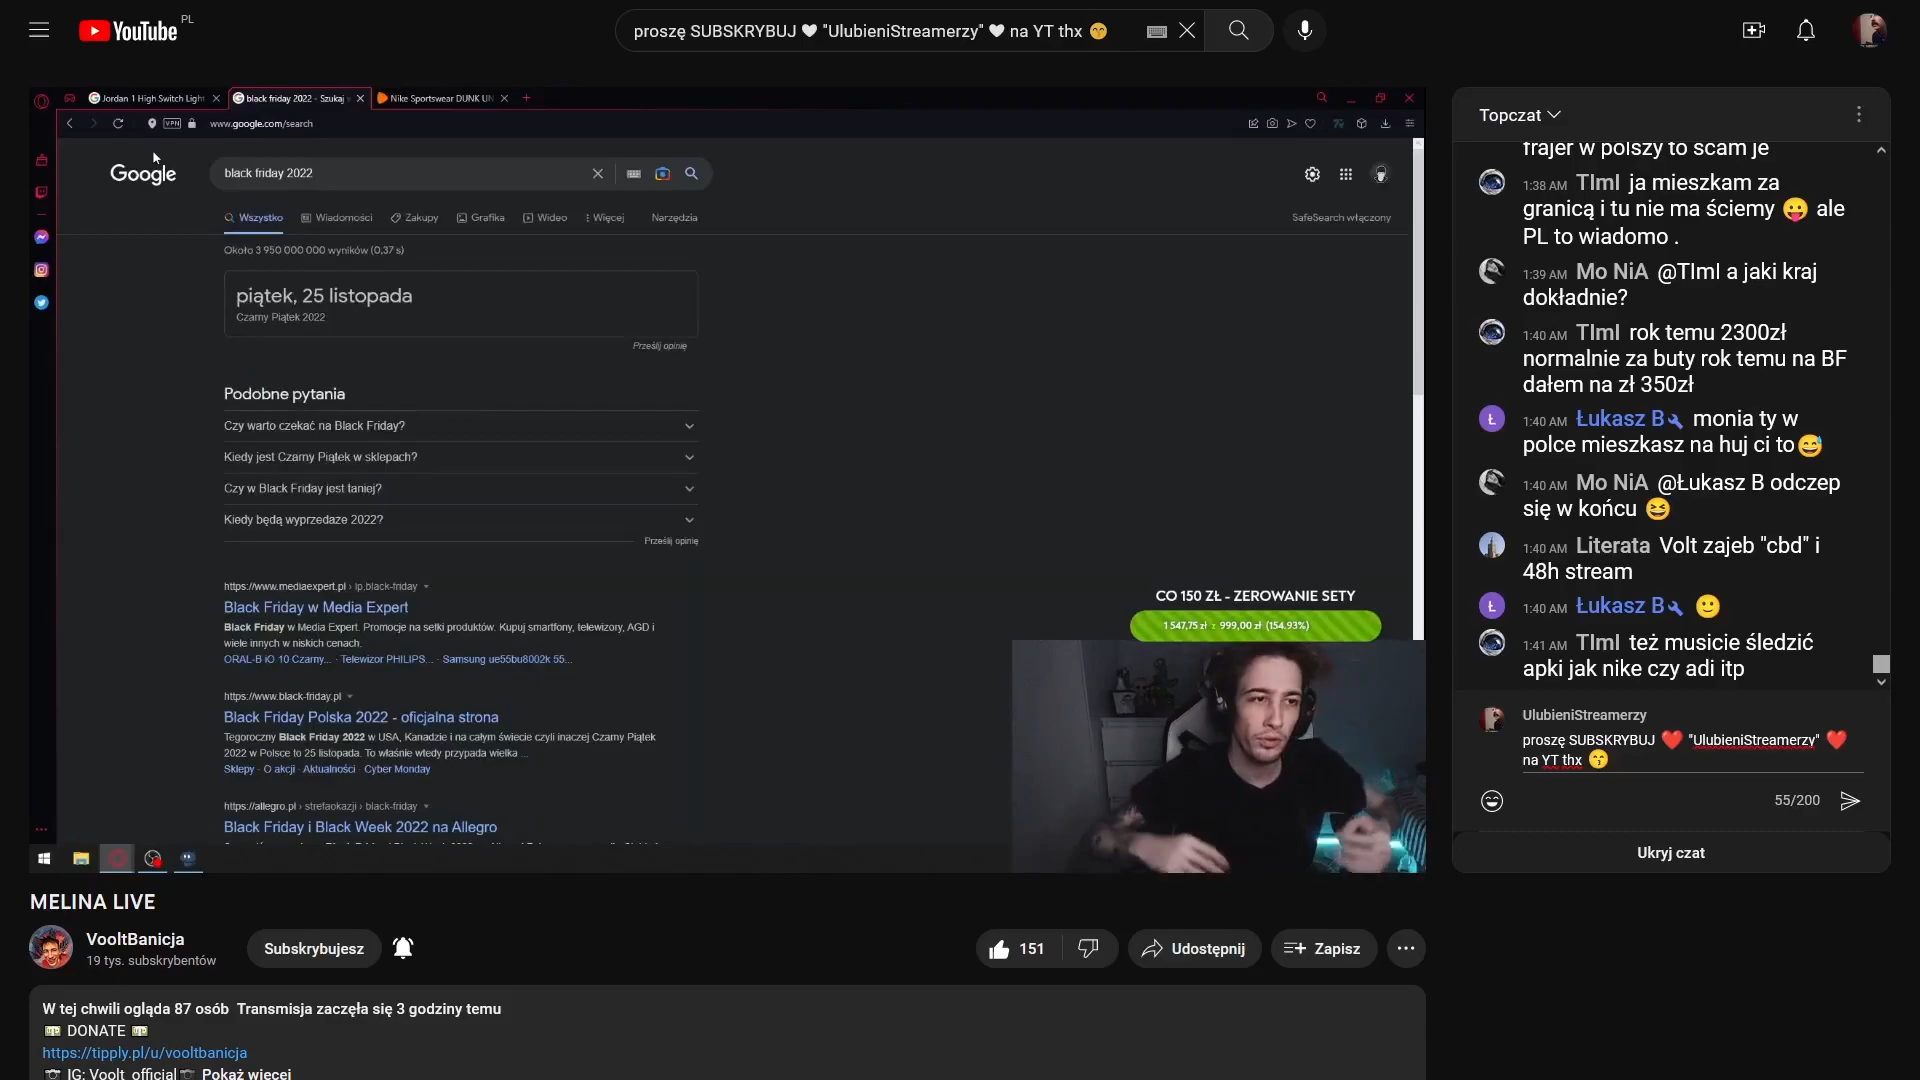 YouTube PL
proszę SUBSKRYBUJ 🤍 "UlubieniStreamerzy" 🤍 na YT thx 😙
Jordan 1 High Switch Light
black friday 2022 - Szukaj
Nike Sportswear DUNK UN
VPN
www.google.com/search
Google
black friday 2022
Wszystko
Wiadomości
Zakupy
Grafika
Wideo
Więcej
Narzędzia
SafeSearch włączony
Około 3 950 000 000 wyników (0,37 s)
piątek, 25 listopada
Czarny Piątek 2022
Prześlij opinię
Podobne pytania
Czy warto czekać na Black Friday?
Kiedy jest Czarny Piątek w sklepach?
Czy w Black Friday jest taniej?
Kiedy będą wyprzedaże 2022?
Prześlij opinię
https://www.mediaexpert.pl › lp,black-friday
Black Friday w Media Expert
Black Friday w Media Expert. Promocje na setki produktów. Kupuj smartfony, telewizory, AGD i
wiele innych w niskich cenach.
ORAL-B iO 10 Czarny... · Telewizor PHILIPS... · Samsung ue55bu8002k 55...
https://www.black-friday.pl
Black Friday Polska 2022 - oficjalna strona
Tegoroczny Black Friday 2022 w USA, Kanadzie i na całym świecie czyli inaczej Czarny Piątek
2022 w Polsce to 25 listopada. To właśnie wtedy przypada wielka ...
Sklepy · O akcji · Aktualności · Cyber Monday
https://allegro.pl › strefaokazji › black-friday
Black Friday i Black Week 2022 na Allegro
CO 150 ZŁ - ZEROWANIE SETY
1 547,75 zł z 999,00 zł (154.93%)
Topczat
frajer w polszy to scam je
1:38 AM TImI ja mieszkam za
granicą i tu nie ma ściemy 😛 ale
PL to wiadomo .
1:39 AM Mo NiA @TImI a jaki kraj
dokładnie?
1:40 AM TImI rok temu 2300zł
normalnie za buty rok temu na BF
dałem na zł 350zł
Ł 1:40 AM Łukasz B monia ty w
polce mieszkasz na huj ci to😅
1:40 AM Mo NiA @Łukasz B odczep
się w końcu 😆
1:40 AM Literata Volt zajeb "cbd" i
48h stream
Ł 1:40 AM Łukasz B 🙂
1:41 AM TImI też musicie śledzić
apki jak nike czy adi itp
UlubieniStreamerzy
proszę SUBSKRYBUJ ❤️ "UlubieniStreamerzy" ❤️
na YT thx 😙
55/200
Ukryj czat
MELINA LIVE
VooltBanicja
19 tys. subskrybentów
Subskrybujesz
151
Udostępnij
Zapisz
W tej chwili ogląda 87 osób Transmisja zaczęła się 3 godziny temu
💵 DONATE 💵
https://tipply.pl/u/vooltbanicja
📷 IG: Voolt_official📷 Pokaż więcej